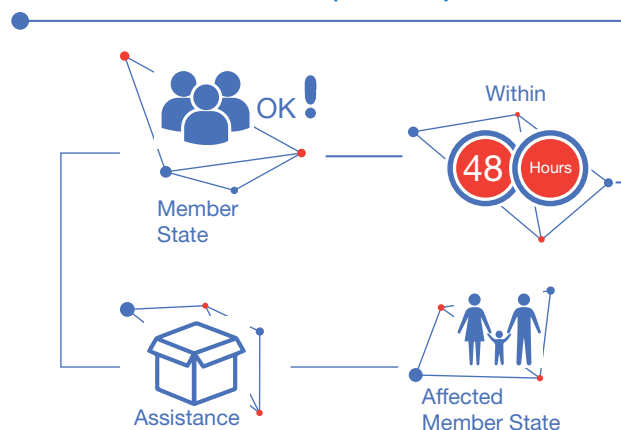 OK!
Within
48
Hours
Member
State
Assistance
Affected
Member State